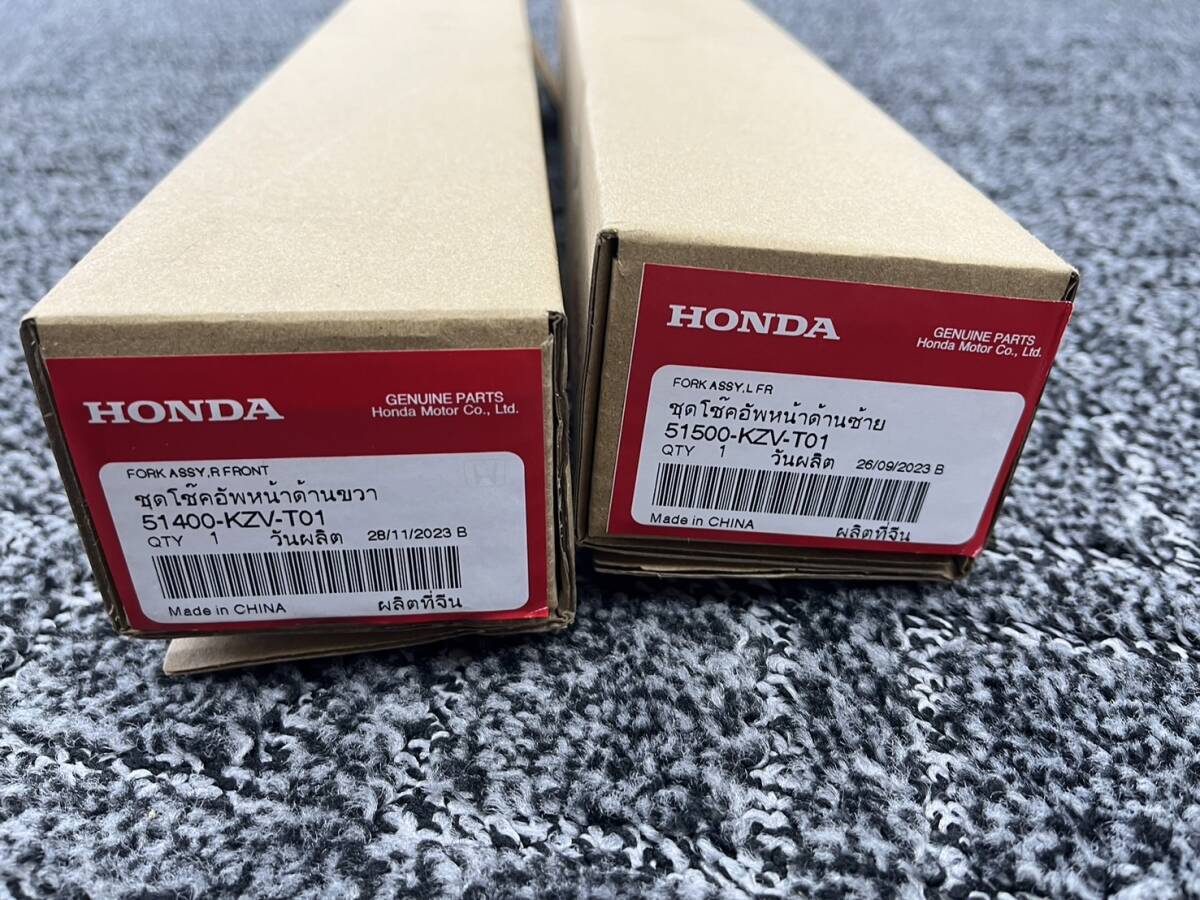 HONDA
GENUINE PARTS
Honda Motor Co., Ltd.
FORK ASSY,R FRONT
ชุดโช๊คอัพหน้าด้านขวา
51400-KZV-T01
QTY 1 วันผลิต 28/11/2023 B
Made in CHINA ผลิตที่จีน
HONDA
GENUINE PARTS
Honda Motor Co., Ltd.
FORK ASSY,L FR
ชุดโช๊คอัพหน้าด้านซ้าย
51500-KZV-T01
QTY 1 วันผลิต 26/09/2023 B
Made in CHINA ผลิตที่จีน